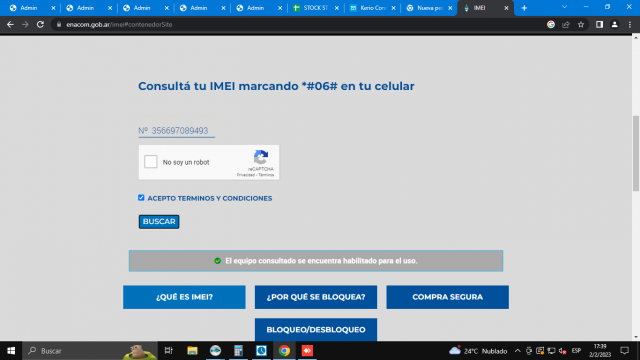 Admin
Admin
Admin
Admin
Admin
STOCK ST
Kerio Con
Nueva pes
IMEI
enacom.gob.ar/imei#contenedorSite
Consultá tu IMEI marcando *#06# en tu celular
Nº 356697089493
No soy un robot
reCAPTCHA
Privacidad - Términos
ACEPTO TERMINOS Y CONDICIONES
BUSCAR
El equipo consultado se encuentra habilitado para el uso.
¿QUÉ ES IMEI?
¿POR QUÉ SE BLOQUEA?
COMPRA SEGURA
BLOQUEO/DESBLOQUEO
Buscar
24°C Nublado
ESP
17:39
2/2/2023